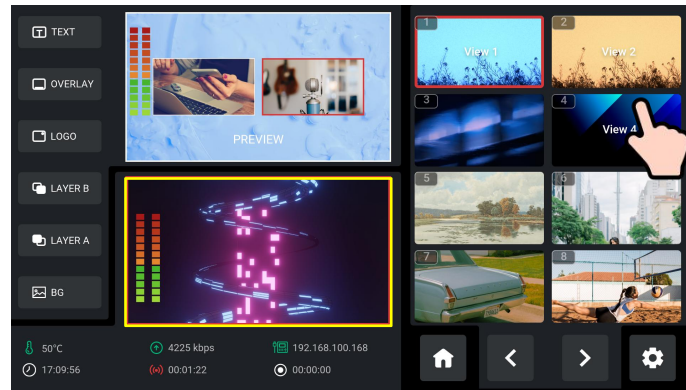 TEXT
OVERLAY
LOGO
LAYER B
LAYER A
BG
PREVIEW
50°C
4225 kbps
192.168.100.168
17:09:56
00:01:22
00:00:00
1
View 1
2
View 2
3
4
View 4
5
6
7
8